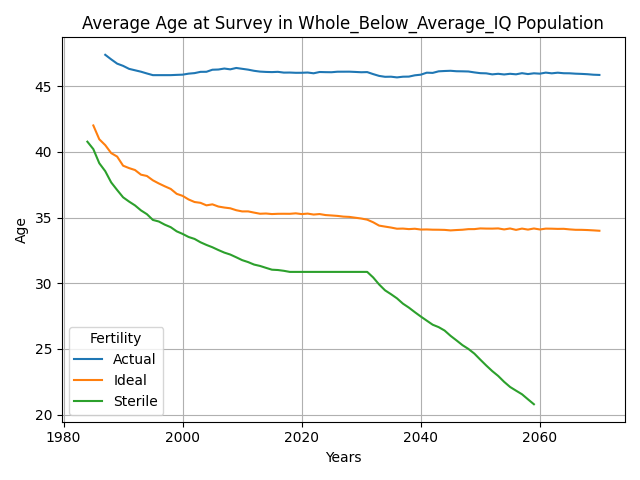 Average Age at Survey in Whole_Below_Average_IQ Population
Age
45
40
35
30
25
20
Fertility
Actual
Ideal
Sterile
1980
2000
2020
2040
2060
Years